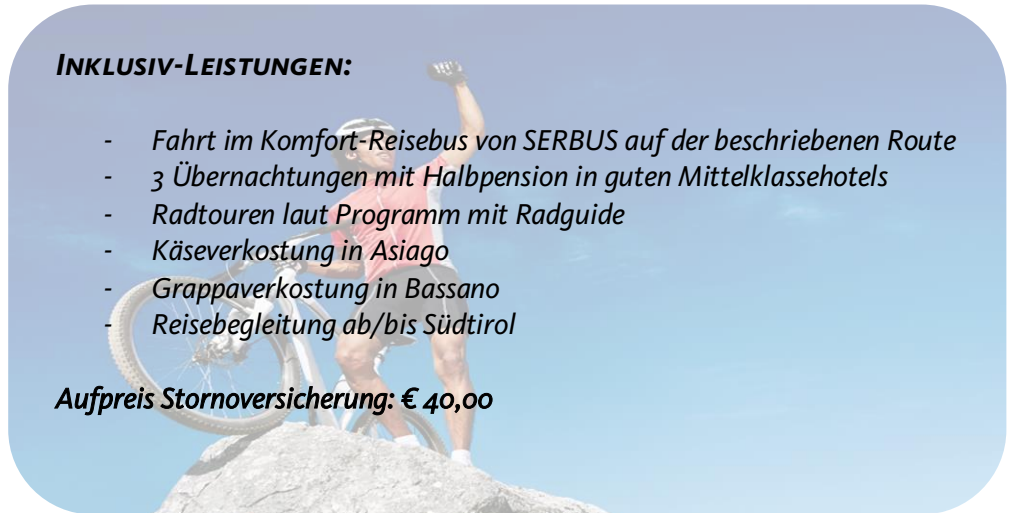 INKLUSIV-LEISTUNGEN:
- Fahrt im Komfort-Reisebus von SERBUS auf der beschriebenen Route
- 3 Übernachtungen mit Halbpension in guten Mittelklassehotels
- Radtouren laut Programm mit Radguide
- Käseverkostung in Asiago
- Grappaverkostung in Bassano
- Reisebegleitung ab/bis Südtirol
Aufpreis Stornoversicherung: € 40,00